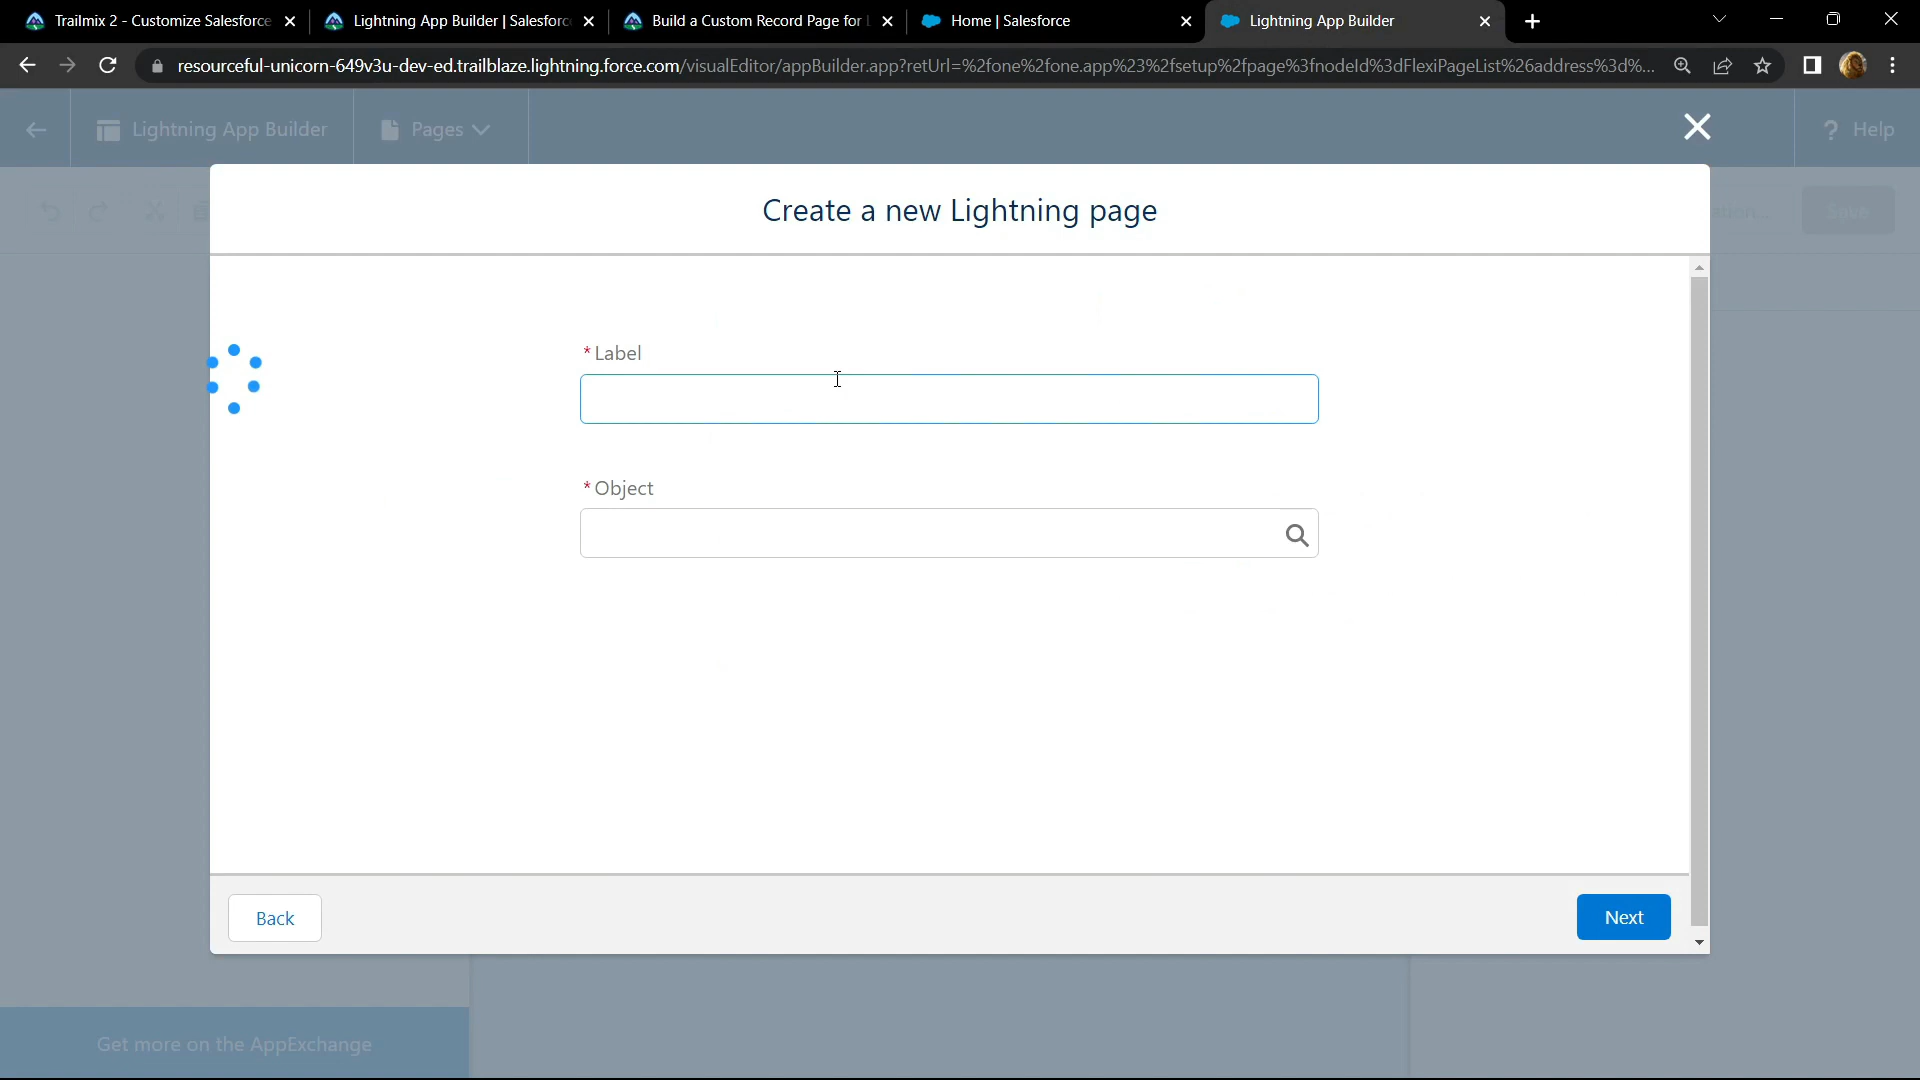 Trailmix 2 - Customize Salesforce
Lightning App Builder | Salesforc
Build a Custom Record Page for L
Home | Salesforce
Lightning App Builder
resourceful-unicorn-649v3u-dev-ed.trailblaze.lightning.force.com/visualEditor/appBuilder.app?retUrl=%2fone%2fone.app%23%2fsetup%2fpage%3fnodeId%3dFlexiPageList%26address%3d%...
Lightning App Builder
Pages
? Help
Save
Create a new Lightning page
* Label
* Object
Back
Next
Get more on the AppExchange